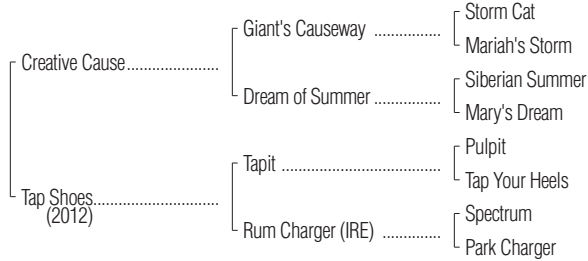 Storm Cat
Giant's Causeway ................
Mariah's Storm
Creative Cause ......................
Siberian Summer
Dream of Summer ................
Mary's Dream
Pulpit
Tapit ......................................
Tap Your Heels
Tap Shoes..............................
(2012)
Spectrum
Rum Charger (IRE) ..............
Park Charger